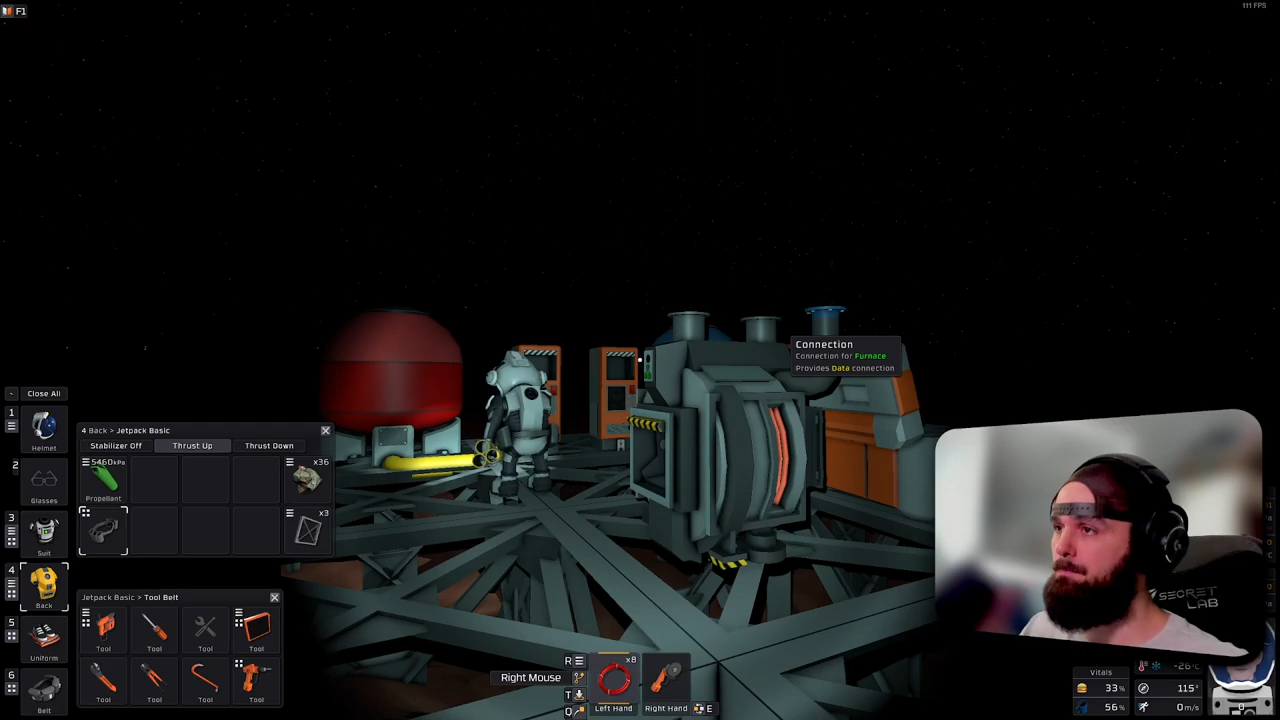 F1
111 FPS
Connection
Connection for Furnace
Provides Data connection
- Close All
1
Helmet
2
Glasses
3
Suit
4
Back
5
Uniform
6
Belt
4 Back > Jetpack Basic
Stabilizer Off Thrust Up Thrust Down
5460kPa x36
Propellant
x3
Jetpack Basic > Tool Belt
Tool Tool Tool Tool
Tool Tool Tool Tool
R x8
Right Mouse
T
Q Left Hand Right Hand E
SECRET
LAB
-26°
Vitals
33% 115°
56% 0m/s
0